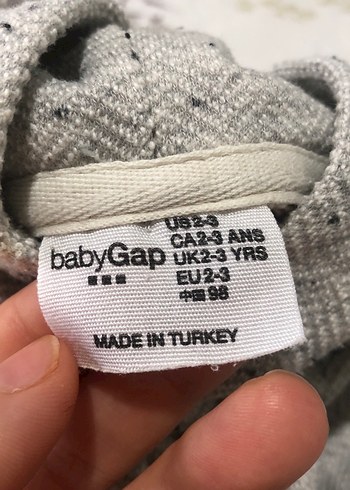 babyGap
US 2-3
CA 2-3 ANS
UK 2-3 YRS
EU 2-3
中国 98
MADE IN TURKEY